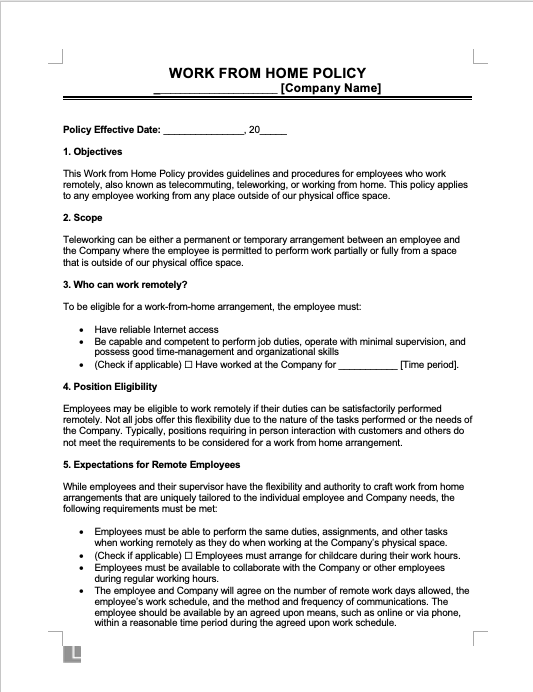 WORK FROM HOME POLICY
____________________ [Company Name]
Policy Effective Date: _______________, 20_____
1. Objectives
This Work from Home Policy provides guidelines and procedures for employees who work
remotely, also known as telecommuting, teleworking, or working from home. This policy applies
to any employee working from any place outside of our physical office space.
2. Scope
Teleworking can be either a permanent or temporary arrangement between an employee and
the Company where the employee is permitted to perform work partially or fully from a space
that is outside of our physical office space.
3. Who can work remotely?
To be eligible for a work-from-home arrangement, the employee must:
• Have reliable Internet access
• Be capable and competent to perform job duties, operate with minimal supervision, and
possess good time-management and organizational skills
• (Check if applicable) ☐ Have worked at the Company for ___________ [Time period].
4. Position Eligibility
Employees may be eligible to work remotely if their duties can be satisfactorily performed
remotely. Not all jobs offer this flexibility due to the nature of the tasks performed or the needs of
the Company. Typically, positions requiring in person interaction with customers and others do
not meet the requirements to be considered for a work from home arrangement.
5. Expectations for Remote Employees
While employees and their supervisor have the flexibility and authority to craft work from home
arrangements that are uniquely tailored to the individual employee and Company needs, the
following requirements must be met:
• Employees must be able to perform the same duties, assignments, and other tasks
when working remotely as they do when working at the Company's physical space.
• (Check if applicable) ☐ Employees must arrange for childcare during their work hours.
• Employees must be available to collaborate with the Company or other employees
during regular working hours.
• The employee and Company will agree on the number of remote work days allowed, the
employee's work schedule, and the method and frequency of communications. The
employee should be available by an agreed upon means, such as online or via phone,
within a reasonable time period during the agreed upon work schedule.